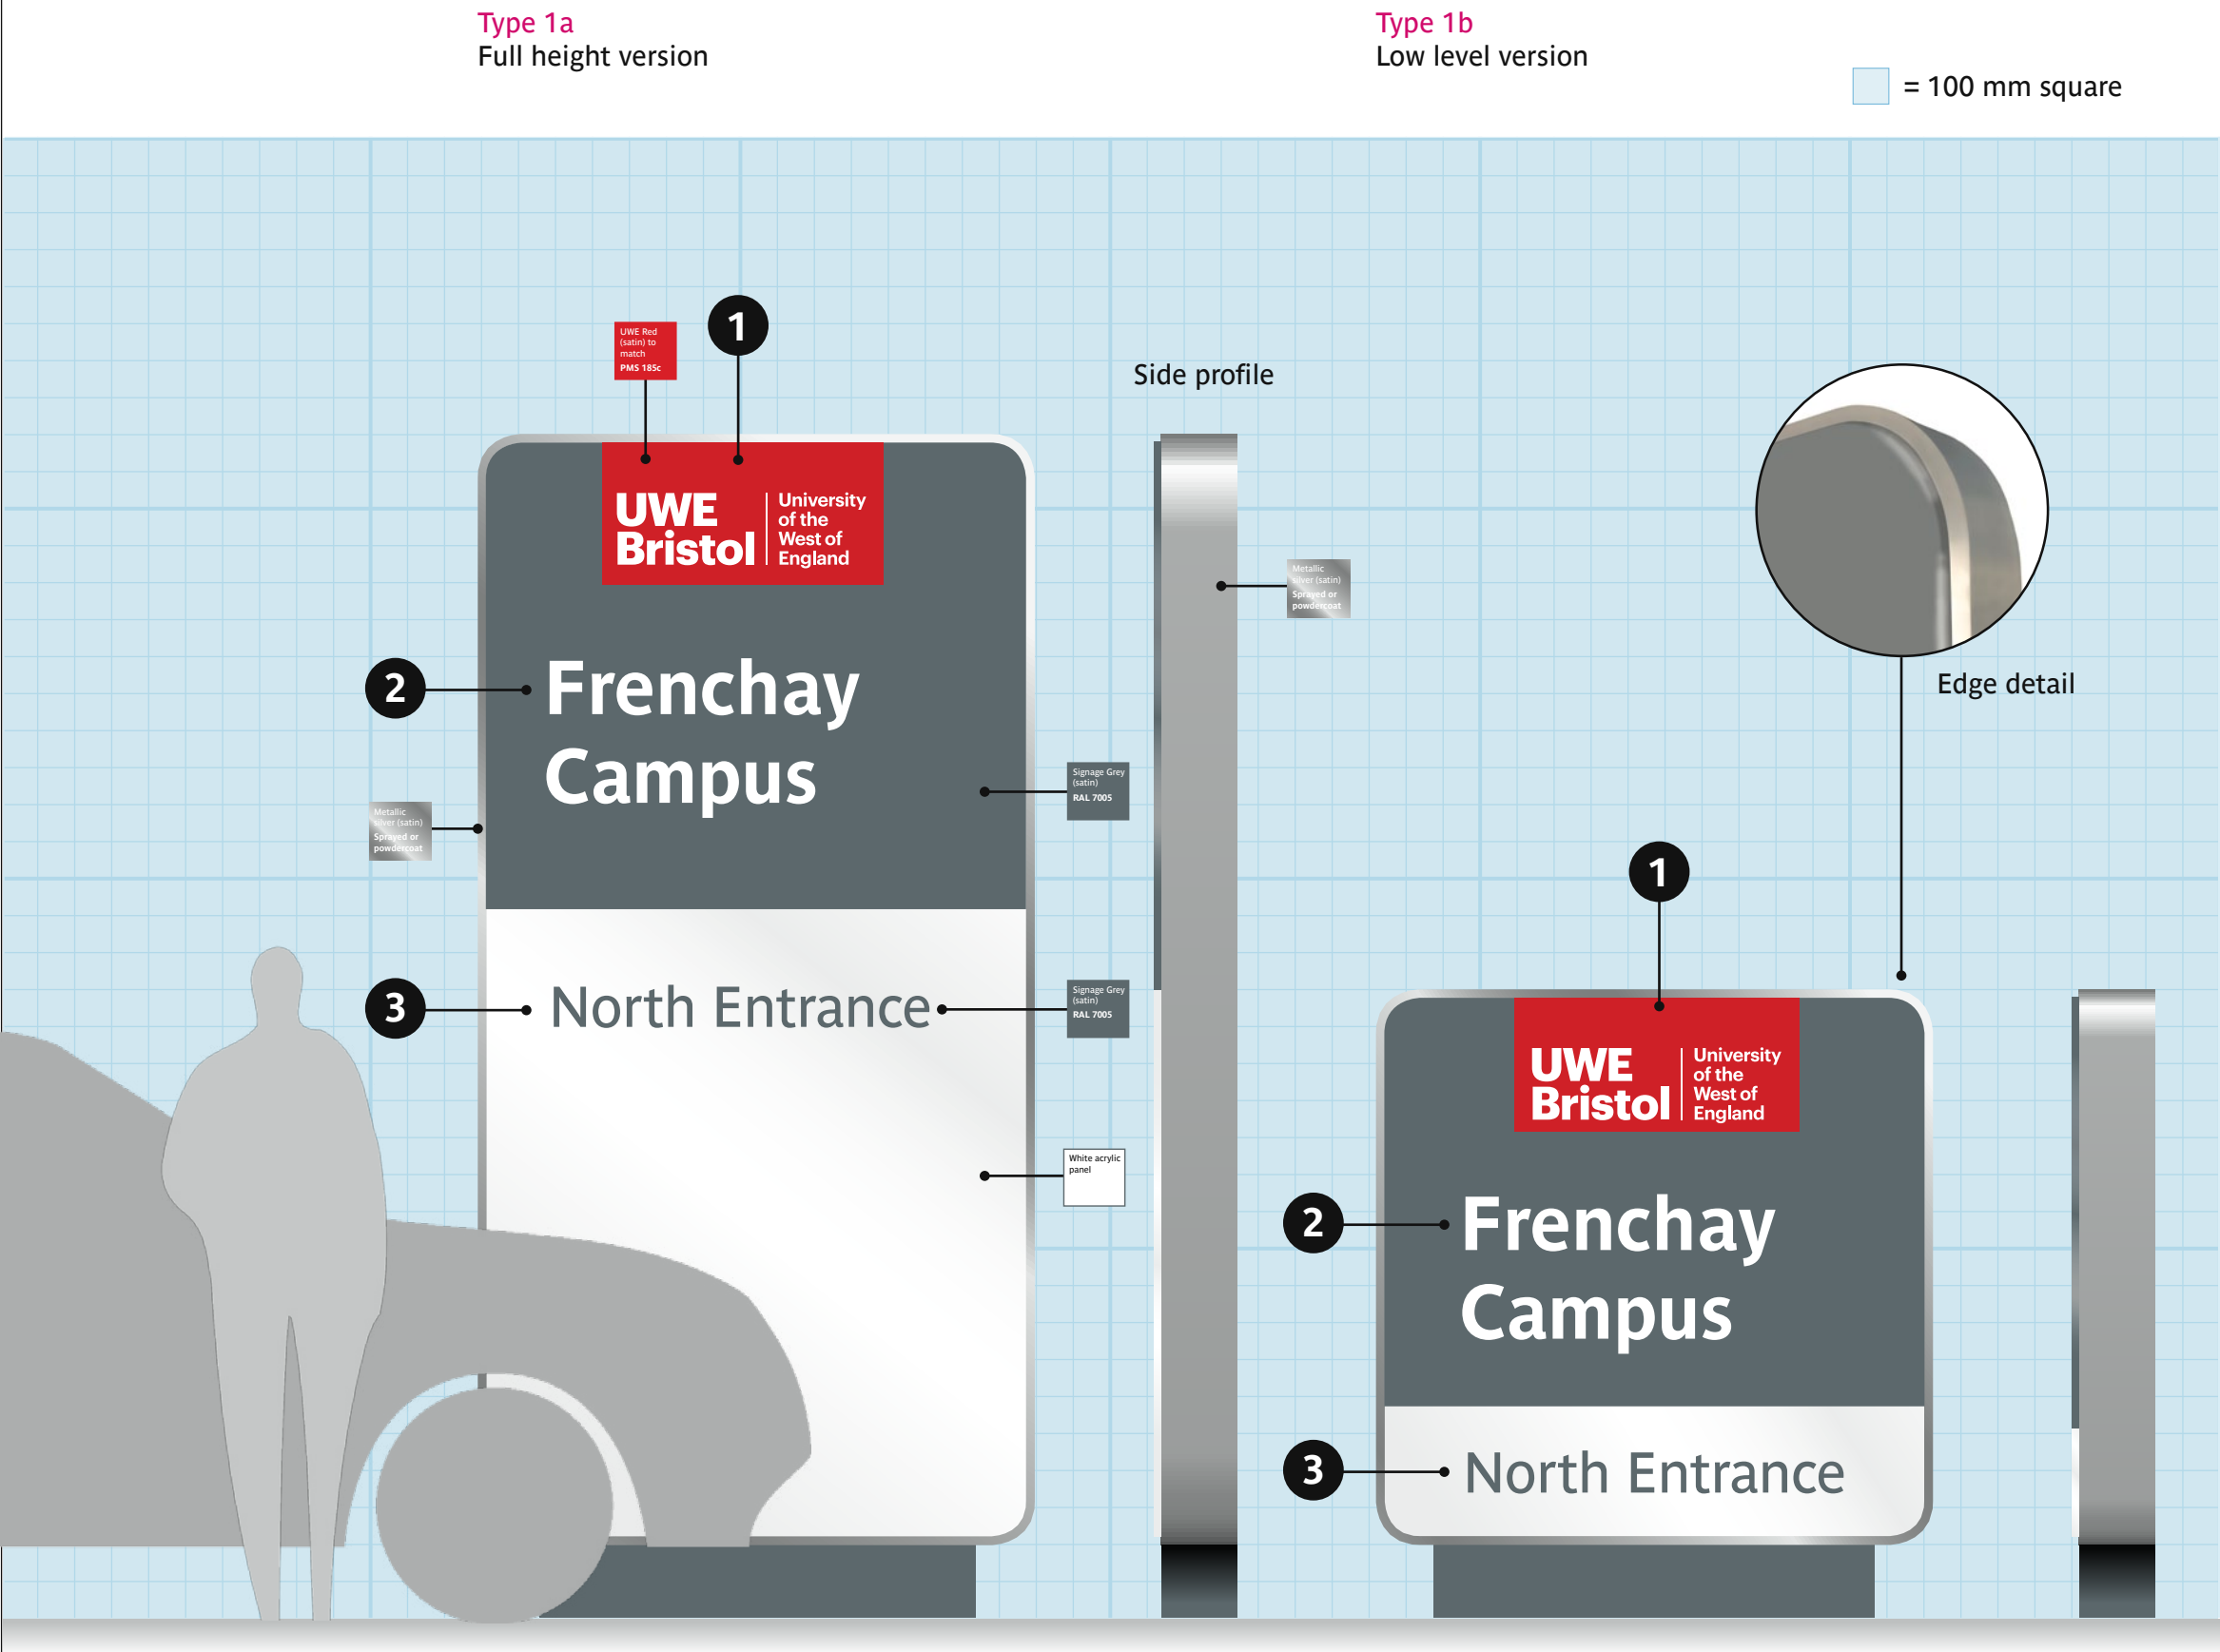 Type 1a
Full height version
Type 1b
Low level version
= 100 mm square
UWE Red
(satin) to
match
PMS 185c
1
Side profile
UWE
Bristol
University
of the
West of
England
Metallic
silver (satin)
Sprayed or
powdercoat
2
Frenchay
Campus
Edge detail
Signage Grey
(satin)
RAL 7005
Metallic
silver (satin)
Sprayed or
powdercoat
1
3
North Entrance
Signage Grey
(satin)
RAL 7005
UWE
Bristol
University
of the
West of
England
White acrylic
panel
2
Frenchay
Campus
3
North Entrance